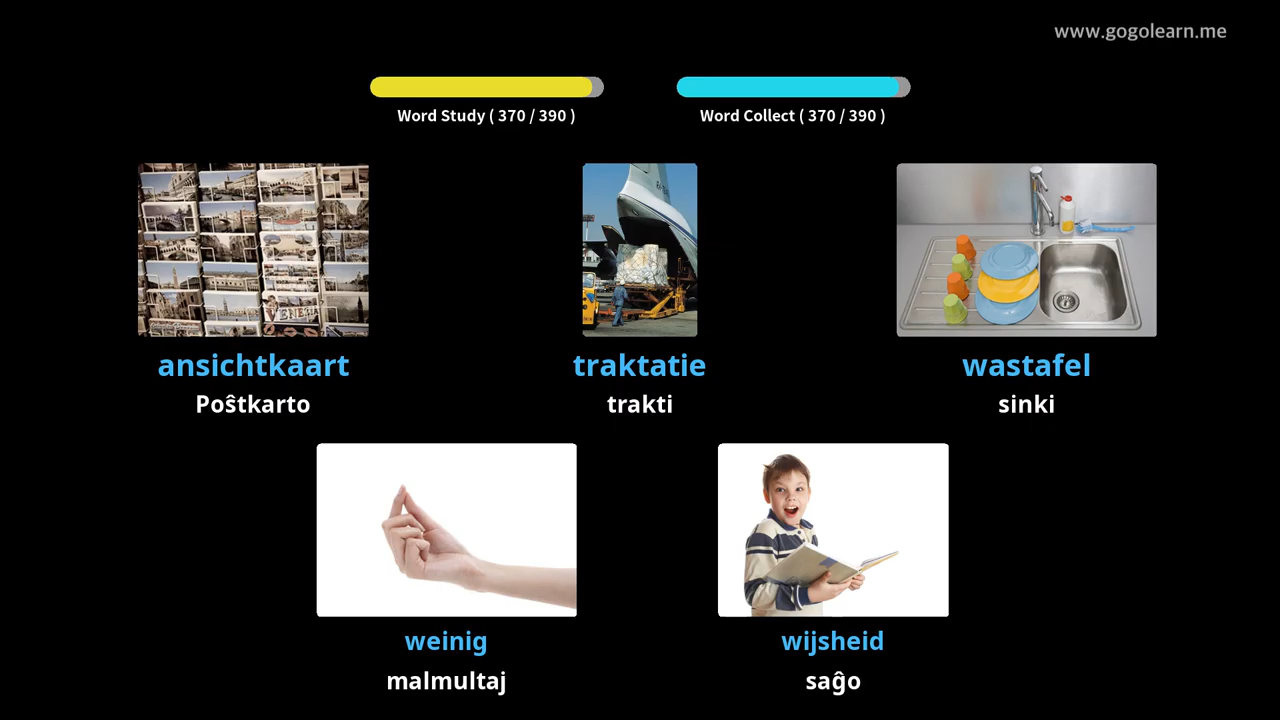 www.gogolearn.me
Word Study ( 370 / 390 )
Word Collect ( 370 / 390 )
ansichtkaart
traktatie
wastafel
Poŝtkarto
trakti
sinki
weinig
wijsheid
malmultaj
saĝo